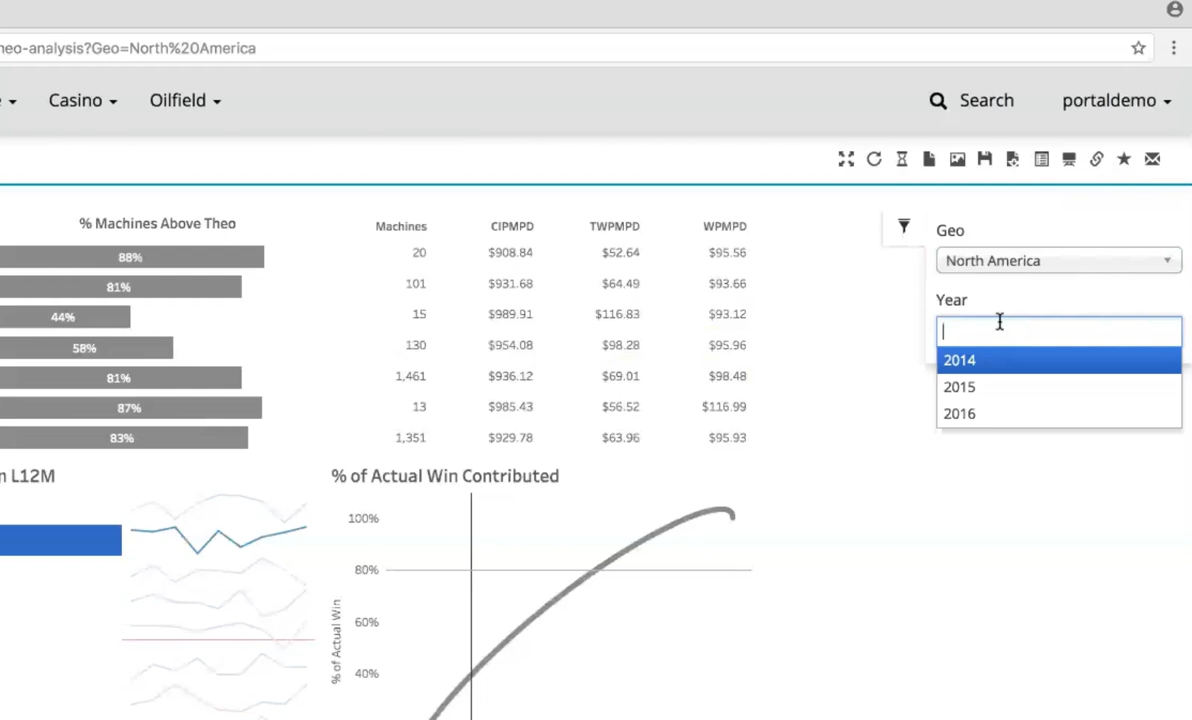 neo-analysis?Geo=North%20America
Casino
Oilfield
Search
portaldemo
% Machines Above Theo
Machines CIPMPD TWPMPD WPMPD
88% 20 $908.84 $52.64 $95.56
81% 101 $931.68 $64.49 $93.66
44% 15 $989.91 $116.83 $93.12
58% 130 $954.08 $98.28 $95.96
81% 1,461 $936.12 $69.01 $98.48
87% 13 $985.43 $56.52 $116.99
83% 1,351 $929.78 $63.96 $95.93
Geo
North America
Year
2014
2015
2016
n L12M
% of Actual Win Contributed
100%
80%
60%
40%
% of Actual Win